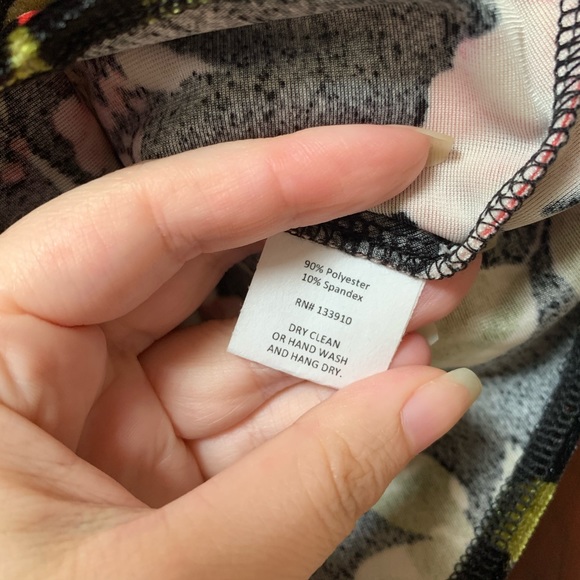 90% Polyester
10% Spandex
RN# 133910
DRY CLEAN
OR HAND WASH
AND HANG DRY.